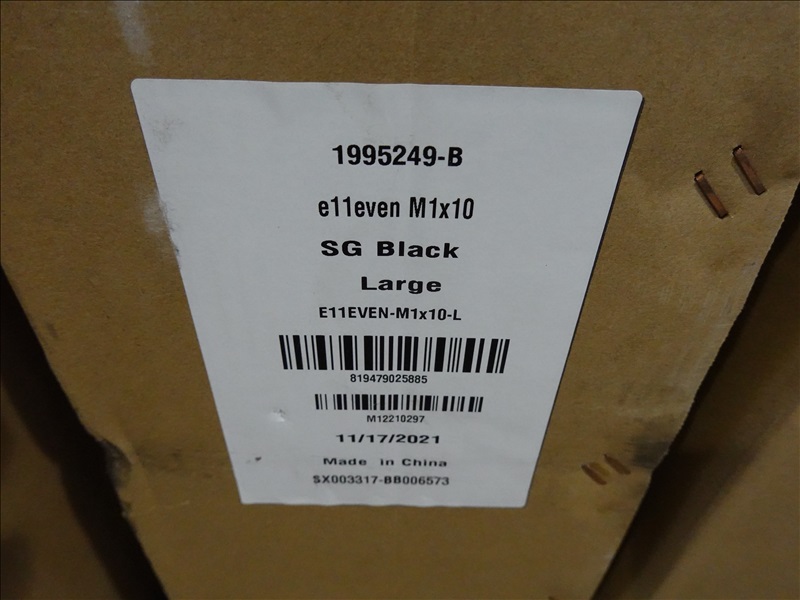 1995249-B
e11even M1x10
SG Black
Large
E11EVEN-M1x10-L
819479025885
M12210297
11/17/2021
Made in China
SX003317-BB006573